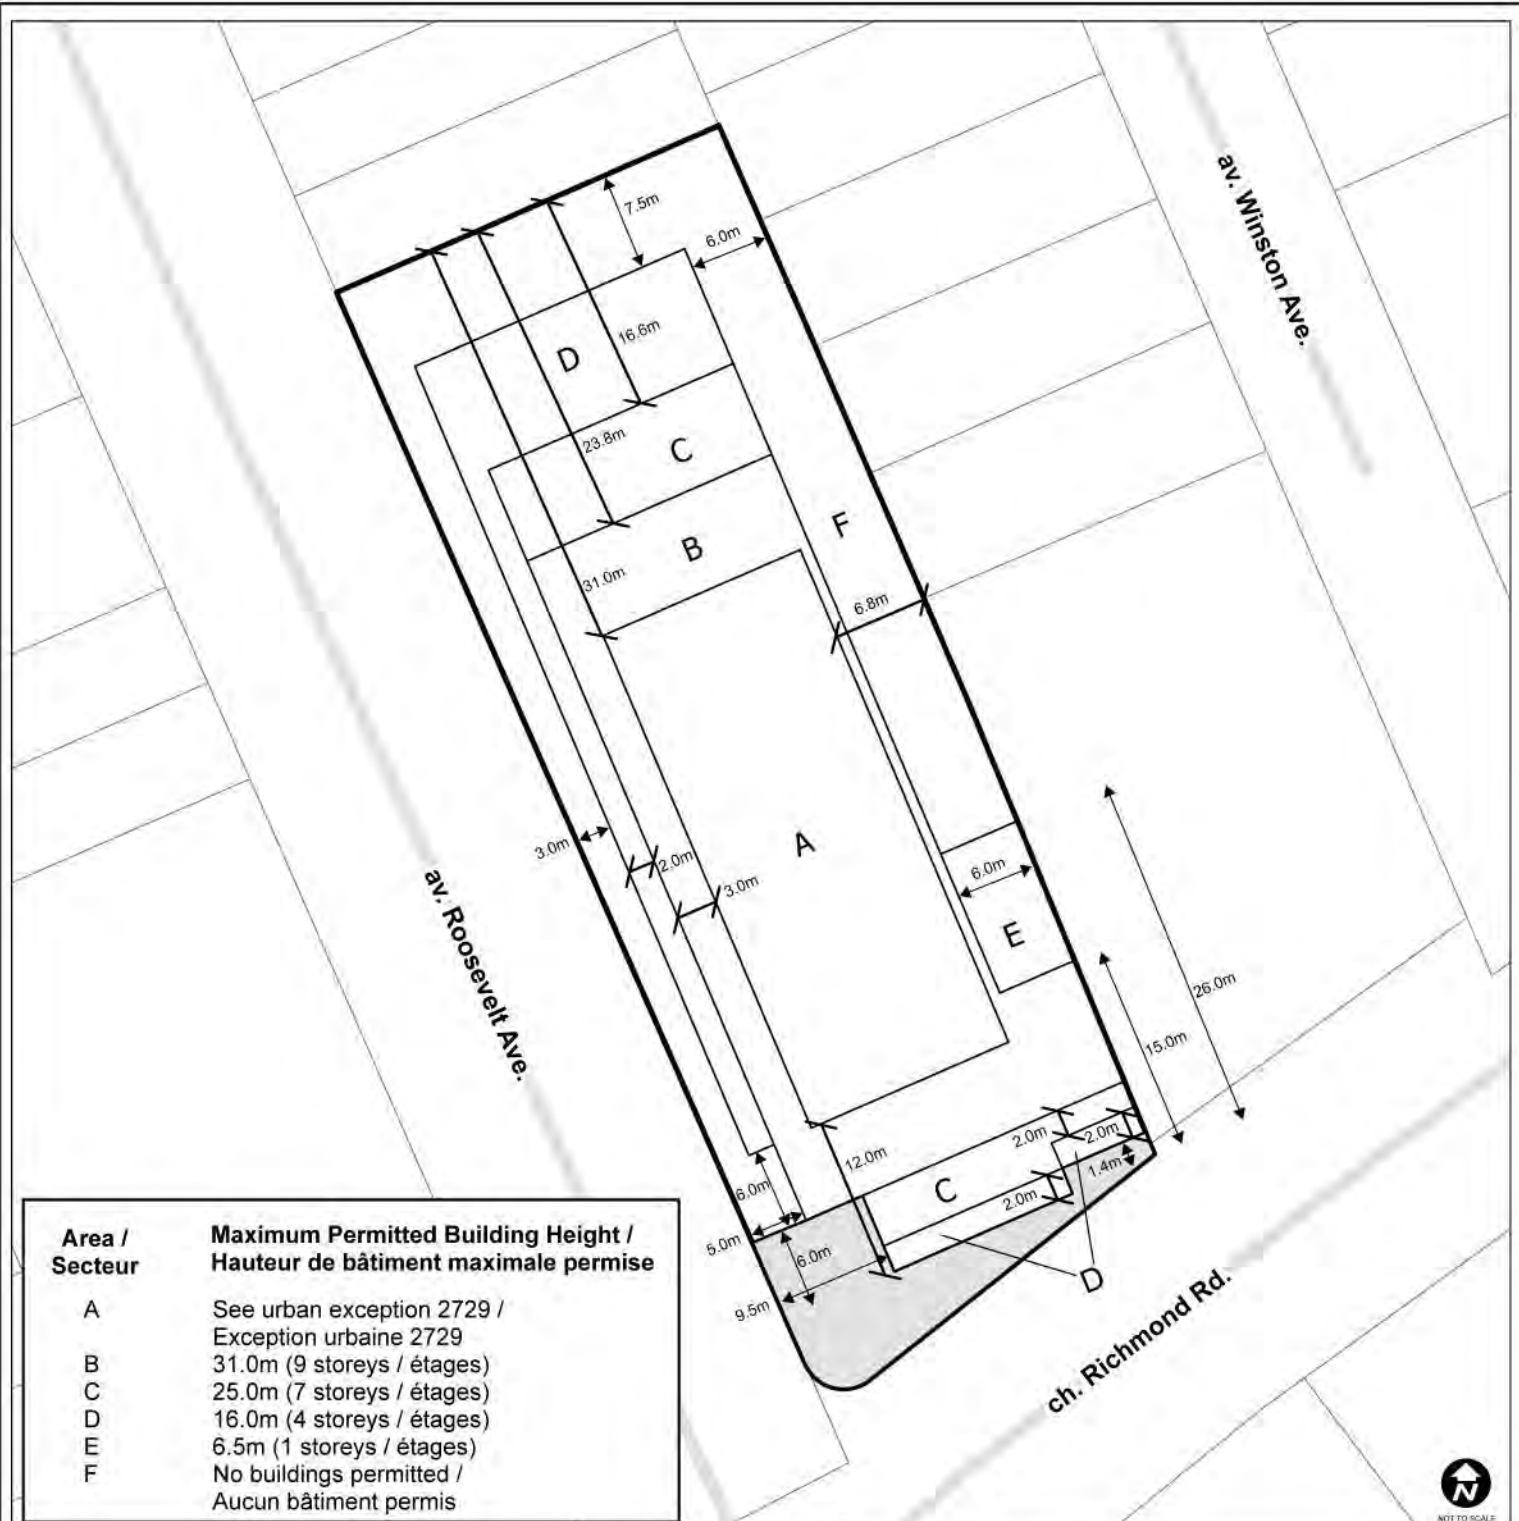 7.5m
6.0m
av. Winston Ave.
16.6m
D
23.8m
C
F
B
31.0m
6.8m
A
3.0m
2.0m
3.0m
6.0m
E
av. Roosevelt Ave.
26.0m
15.0m
2.0m
2.0m
12.0m
1.4m
6.0m
C
2.0m
5.0m
6.0m
D
9.5m
ch. Richmond Rd.
Area / Maximum Permitted Building Height /
Secteur Hauteur de bâtiment maximale permise
A See urban exception 2729 /
Exception urbaine 2729
B 31.0m (9 storeys / étages)
C 25.0m (7 storeys / étages)
D 16.0m (4 storeys / étages)
E 6.5m (1 storeys / étages)
F No buildings permitted /
Aucun bâtiment permis
N
NOT TO SCALE